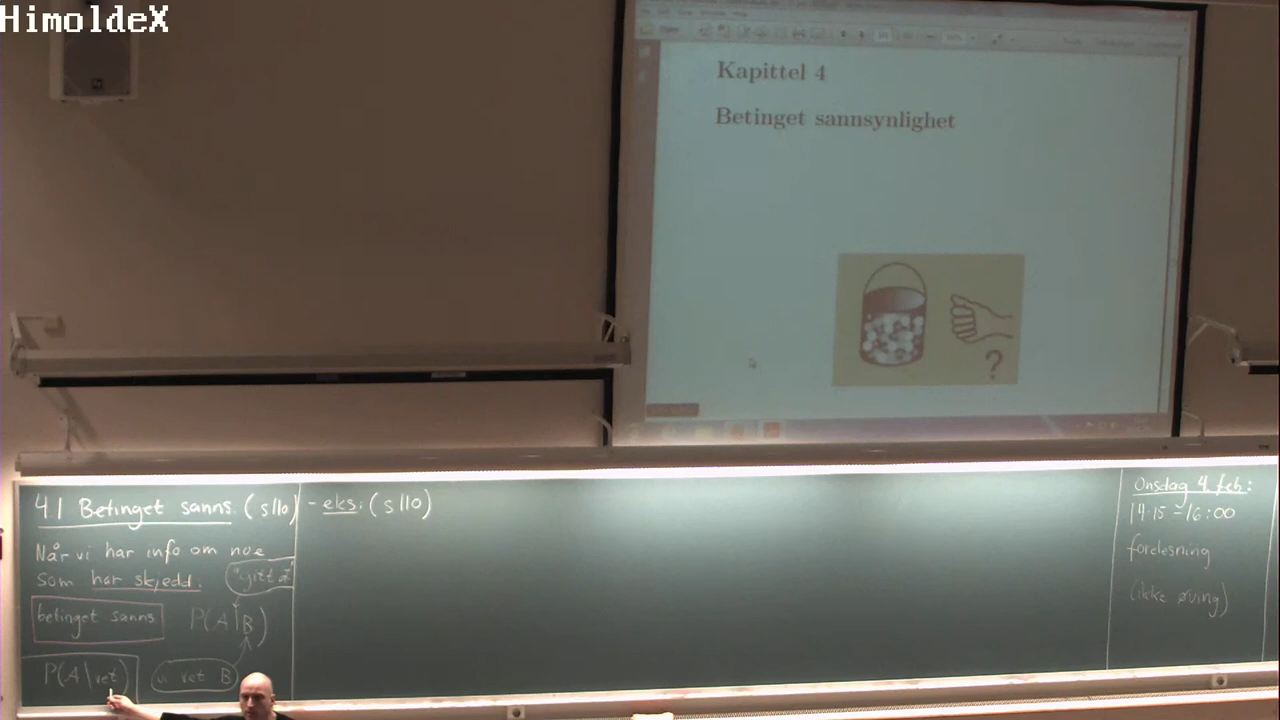 HimoldeX
Kapittel 4
Betinget sannsynlighet
?
4.1 Betinget sanns. (s110)
Når vi har info om noe
som har skjedd:
"gitt at"
betinget sanns
P(A|B)
P(A|vet)
vi vet B
- eks: (s110)
Onsdag 4. feb:
14.15 - 16:00
forelesning
(ikke øving)